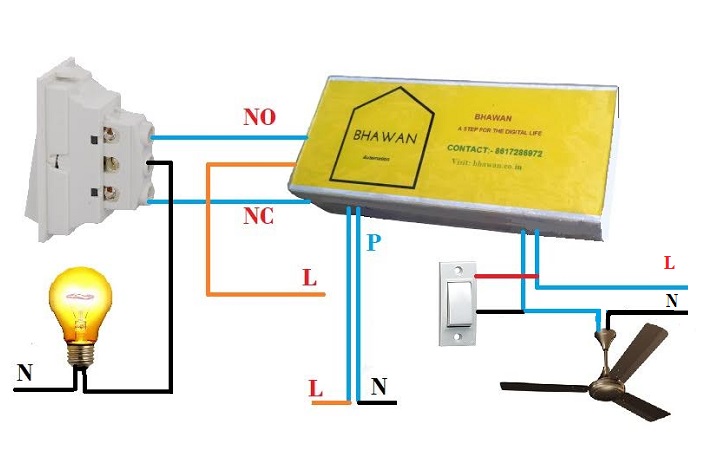 NO
BHAWAN
Automation
BHAWAN
A STEP FOR THE DIGITAL LIFE
CONTACT:- 8617286972
Visit: bhawan.co.in
NC
P
L
L
N
N
L
N